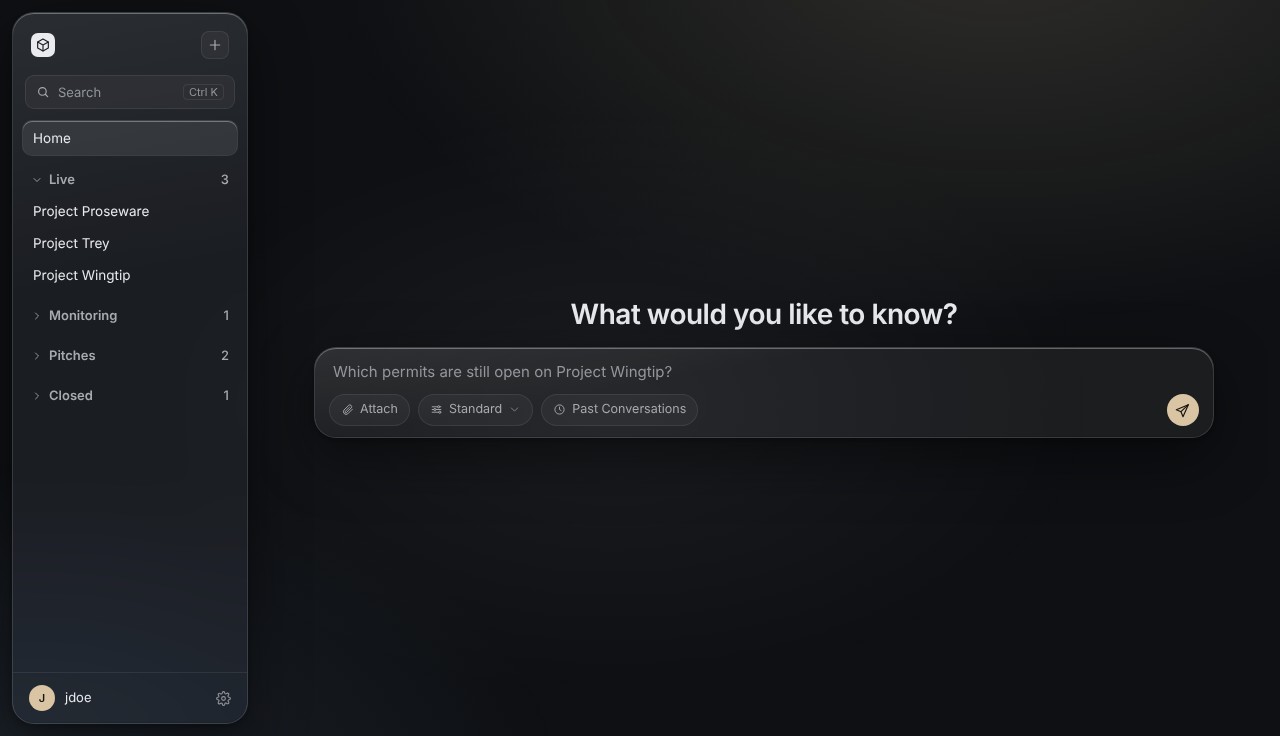 Search
Ctrl K
Home
Live 3
Project Proseware
Project Trey
Project Wingtip
Monitoring 1
Pitches 2
Closed 1
J jdoe
What would you like to know?
Which permits are still open on Project Wingtip?
Attach
Standard
Past Conversations